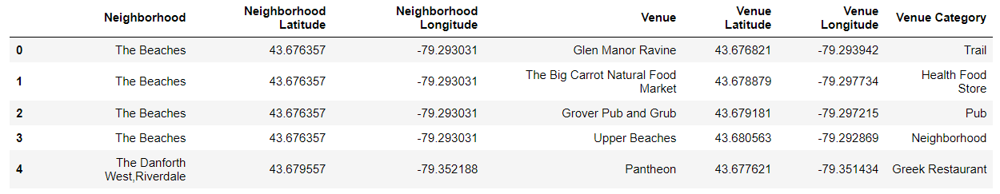 Neighborhood Neighborhood Latitude Neighborhood Longitude Venue Venue Latitude Venue Longitude Venue Category
0 The Beaches 43.676357 -79.293031 Glen Manor Ravine 43.676821 -79.293942 Trail
1 The Beaches 43.676357 -79.293031 The Big Carrot Natural Food Market 43.678879 -79.297734 Health Food Store
2 The Beaches 43.676357 -79.293031 Grover Pub and Grub 43.679181 -79.297215 Pub
3 The Beaches 43.676357 -79.293031 Upper Beaches 43.680563 -79.292869 Neighborhood
4 The Danforth West,Riverdale 43.679557 -79.352188 Pantheon 43.677621 -79.351434 Greek Restaurant